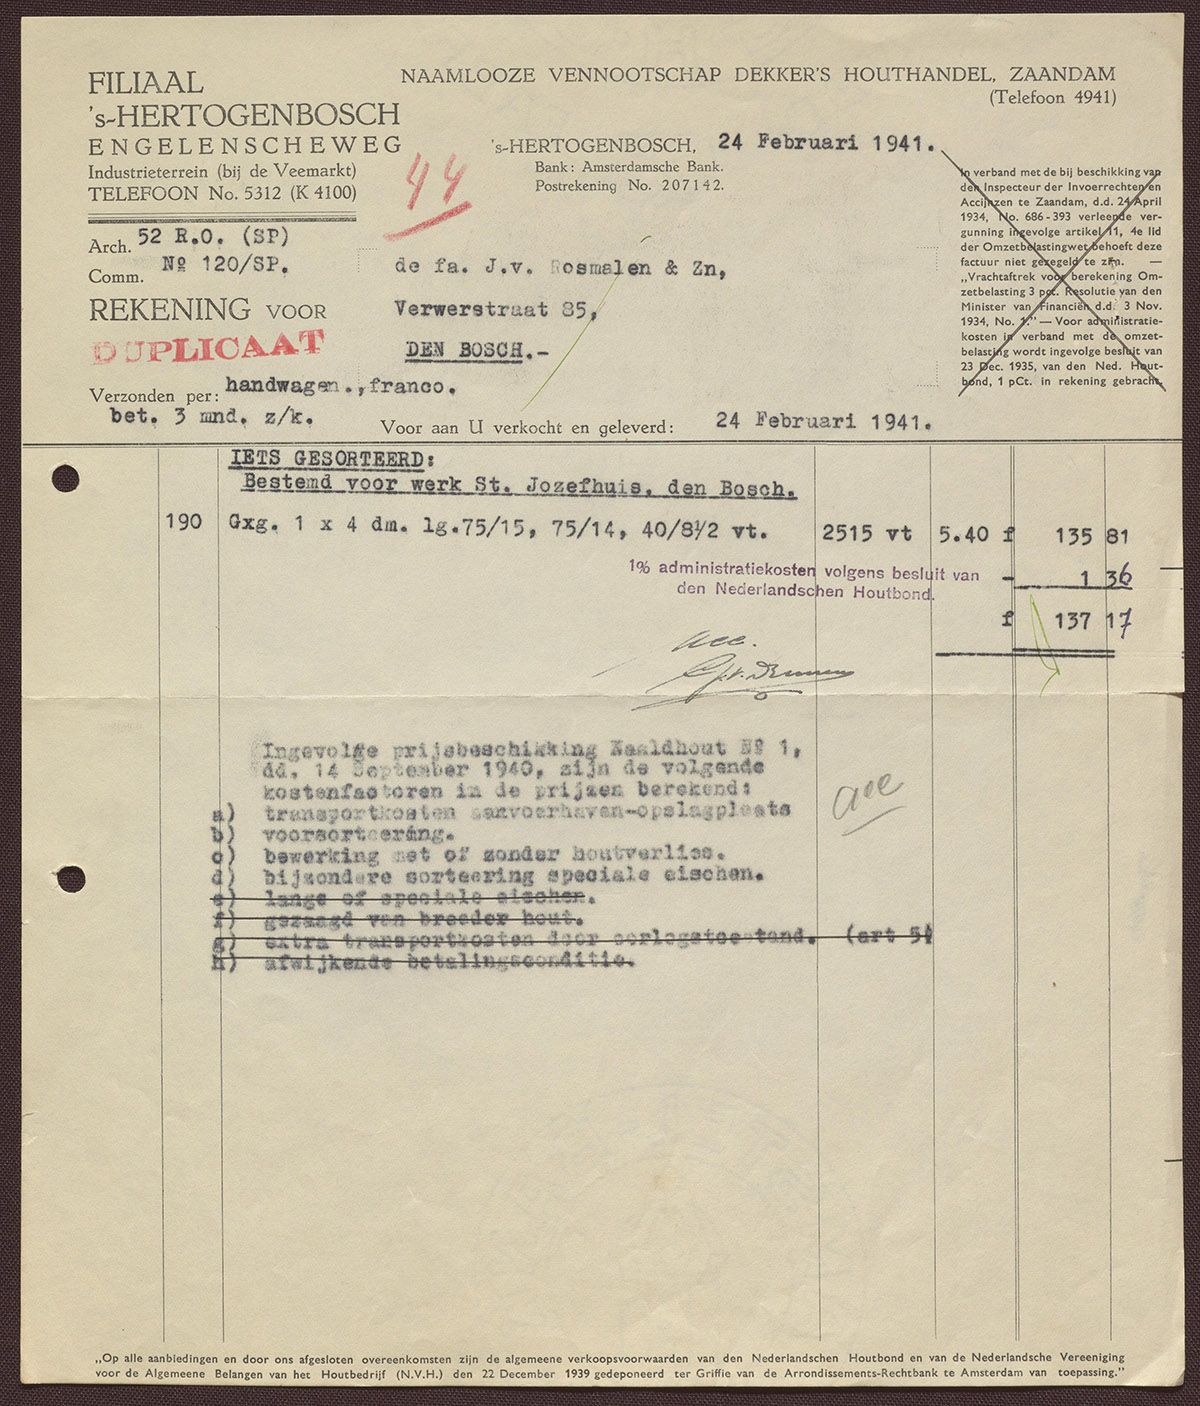 FILIAAL
's-HERTOGENBOSCH
ENGELENSCHEWEG
Industrieterrein (bij de Veemarkt)
TELEFOON No. 5312 (K 4100)
NAAMLOOZE VENNOOTSCHAP DEKKER'S HOUTHANDEL, ZAANDAM
(Telefoon 4941)
's-HERTOGENBOSCH, 24 Februari 1941.
Bank: Amsterdamsche Bank.
Postrekening No. 207142.
44
In verband met de bij beschikking van
den Inspecteur der Invoerrechten en
Accijnzen te Zaandam, d.d. 24 April
1934, No. 686-393 verleende ver-
gunning ingevolge artikel 11, 4e lid
der Omzetbelastingwet behoeft deze
factuur niet gezegeld te zijn. —
„Vrachtaftrek voor berekening Om-
zetbelasting 3 pct. Resolutie van den
Minister van Financiën d.d. 3 Nov.
1934, No. 1." — Voor administratie-
kosten in verband met de omzet-
belasting wordt ingevolge besluit van
23 Dec. 1935, van den Ned. Hout-
bond, 1 pCt. in rekening gebracht.
Arch. 52 R.O. (SP)
Comm. Nº 120/SP.
REKENING VOOR
DUPLICAAT
de fa. J.v. Rosmalen & Zn,
Verwerstraat 85,
DEN BOSCH.-
Verzonden per: handwagen., franco.
bet. 3 mnd. z/k.
Voor aan U verkocht en geleverd: 24 Februari 1941.
IETS GESORTEERD:
Bestemd voor werk St. Jozefhuis, den Bosch.
190 Gxg. 1 x 4 dm. lg.75/15, 75/14, 40/8½ vt. 2515 vt 5.40 f 135 81
1% administratiekosten volgens besluit van - 1 36
den Nederlandschen Houtbond.
f 137 17
acc.
Ingevolge prijsbeschikking Naaldhout Nº 1,
dd. 14 September 1940, zijn de volgende
kostenfactoren in de prijzen berekend:
a) transportkosten aanvoerhaven-opslagpleats
b) voorsorteering.
c) bewerking met of zonder houtverlies.
d) bijzondere sorteering speciale eischen.
e) lange of speciale eischen.
f) gezaagd van breeder hout.
g) extra transportkosten door oorlogstoestand. (art 5)
h) afwijkende betalingsconditie.
acc
„Op alle aanbiedingen en door ons afgesloten overeenkomsten zijn de algemeene verkoopsvoorwaarden van den Nederlandschen Houtbond en van de Nederlandsche Vereeniging
voor de Algemeene Belangen van het Houtbedrijf (N.V.H.) den 22 December 1939 gedeponeerd ter Griffie van de Arrondissements-Rechtbank te Amsterdam van toepassing."